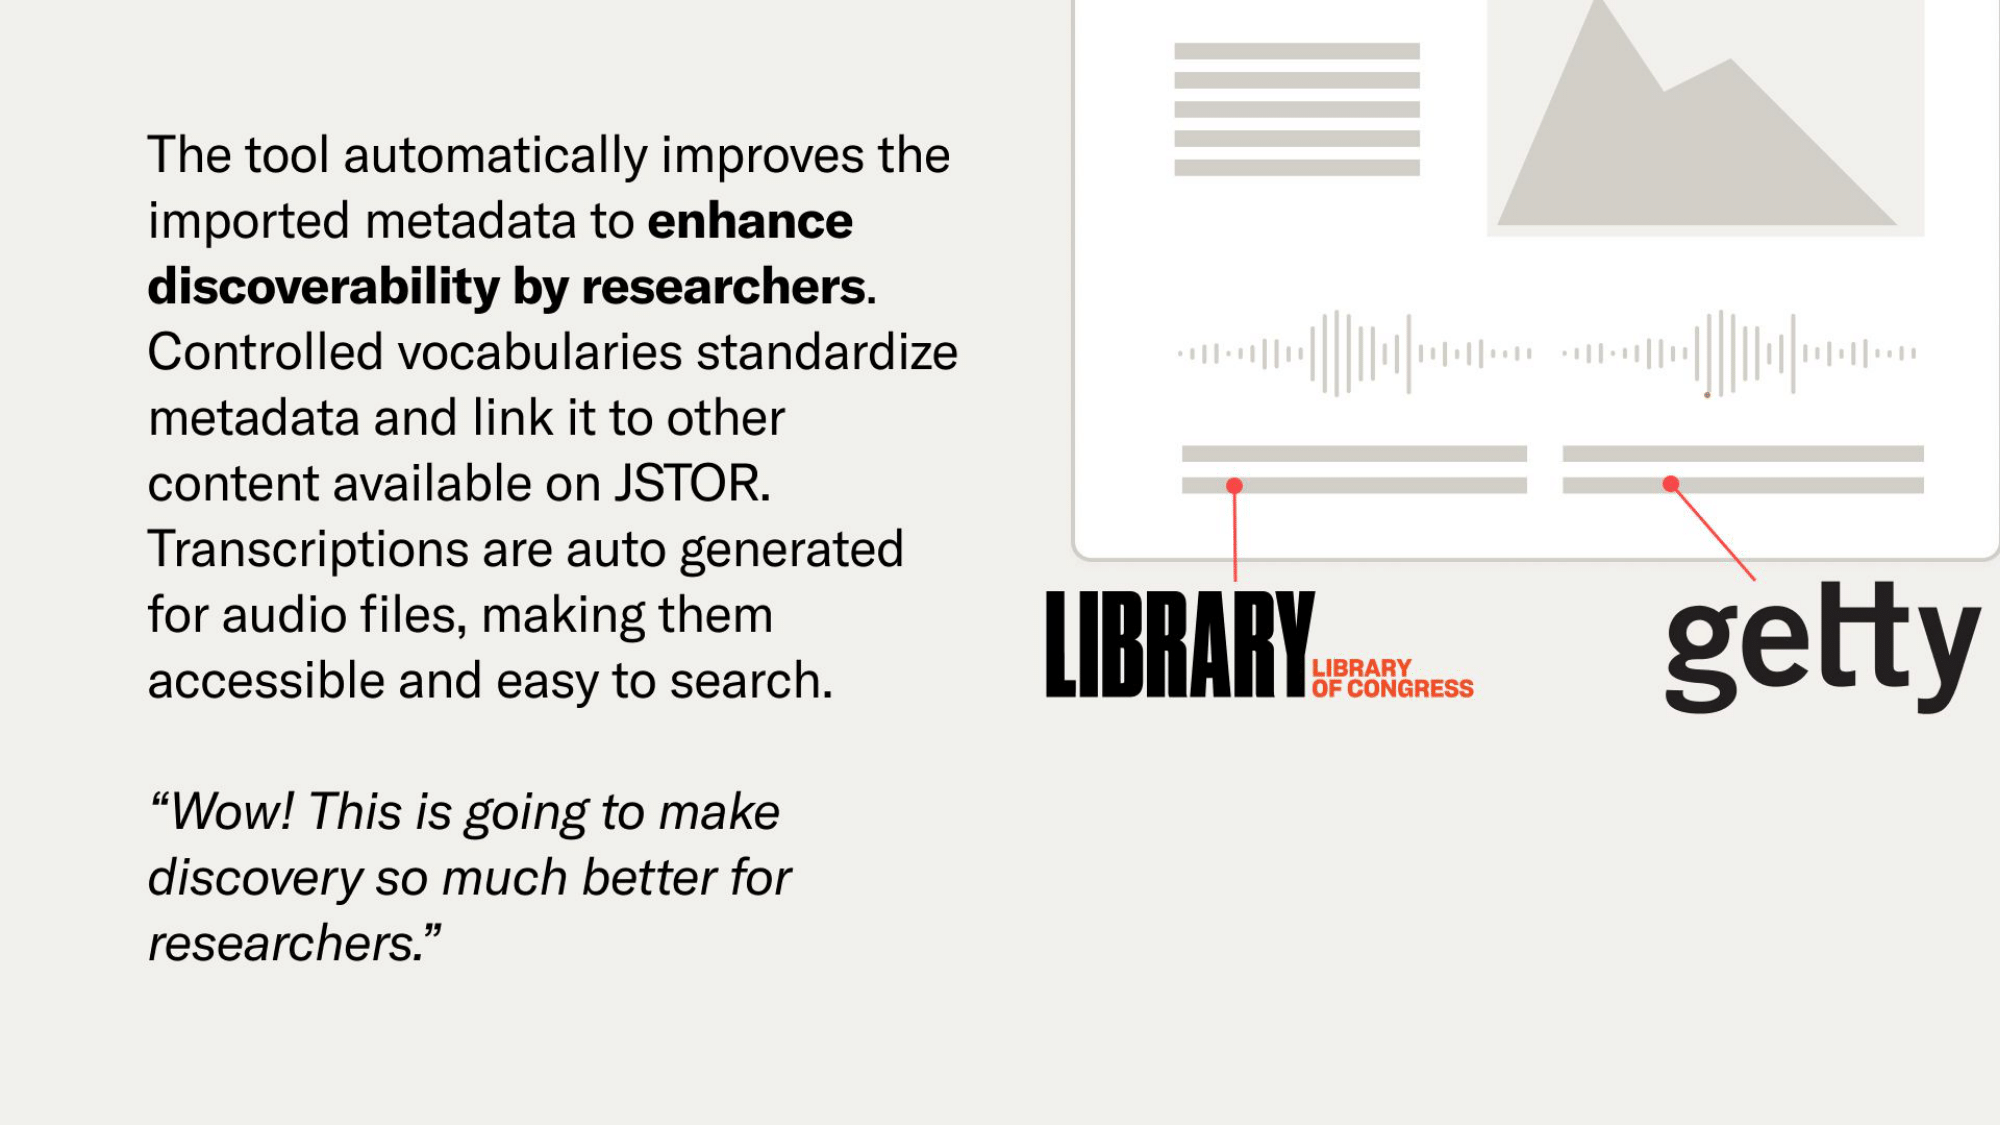 The tool automatically improves the
imported metadata to enhance
discoverability by researchers.
Controlled vocabularies standardize
metadata and link it to other
content available on JSTOR.
Transcriptions are auto generated
for audio files, making them
accessible and easy to search.
“Wow! This is going to make
discovery so much better for
researchers.”
LIBRARY
LIBRARY
OF CONGRESS
getty